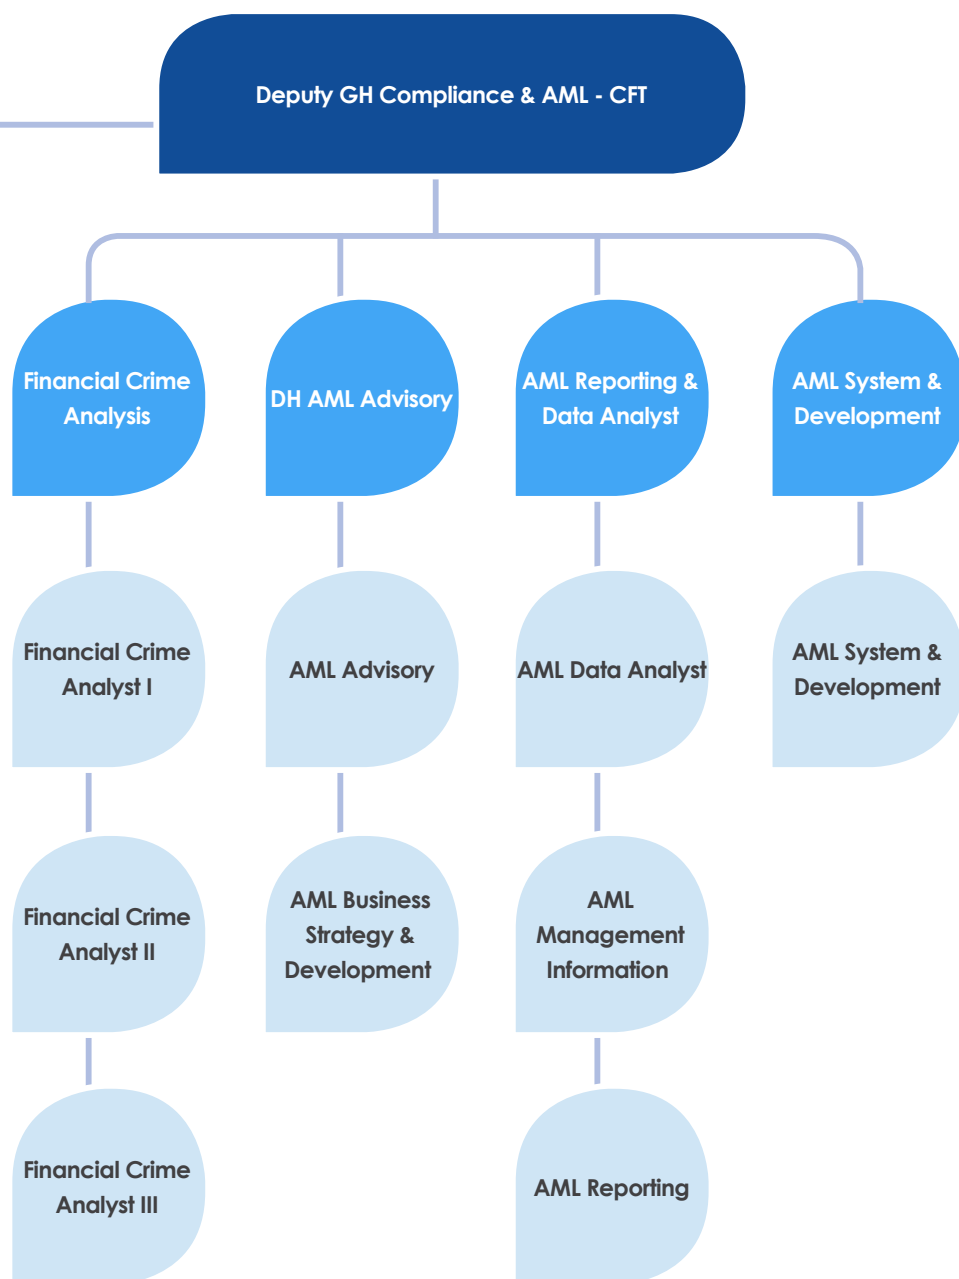 Deputy GH Compliance & AML - CFT
Financial Crime
Analysis
DH AML Advisory
AML Reporting &
Data Analyst
AML System &
Development
Financial Crime
Analyst I
AML Advisory
AML Data Analyst
AML System &
Development
Financial Crime
Analyst II
AML Business
Strategy &
Development
AML
Management
Information
Financial Crime
Analyst III
AML Reporting